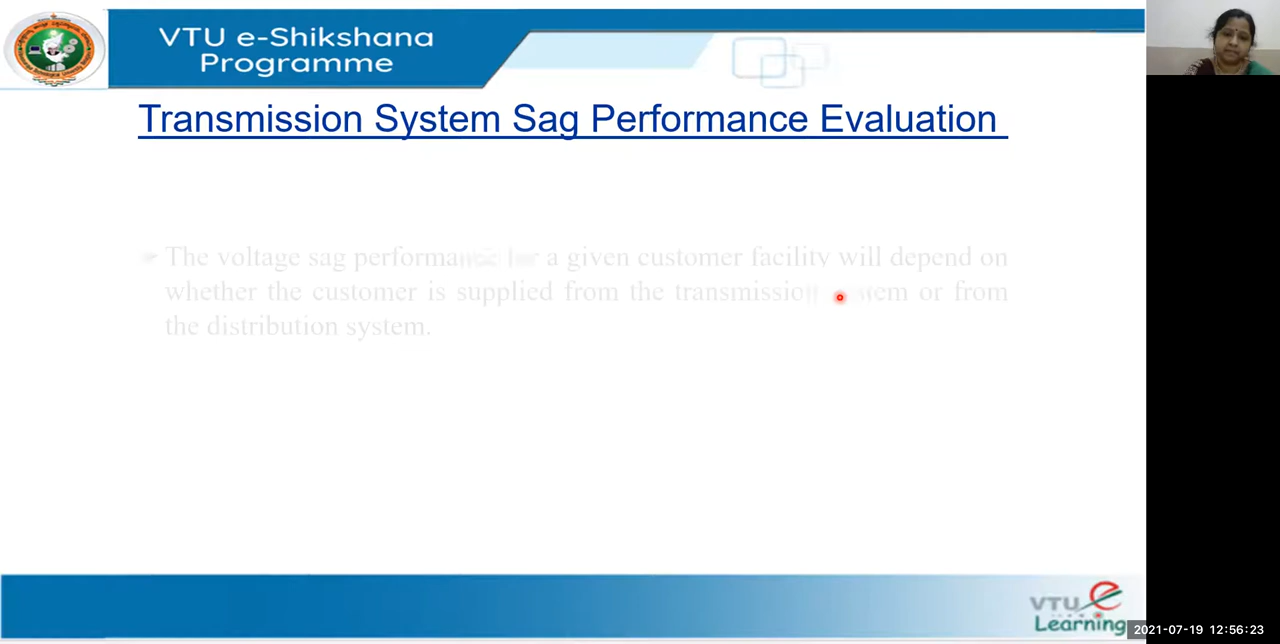 VTU e-Shikshana
Programme
Transmission System Sag Performance Evaluation
The voltage sag performance for a given customer facility will depend on
whether the customer is supplied from the transmission system or from
the distribution system.
VTU e
Learning
2021-07-19 12:56:23